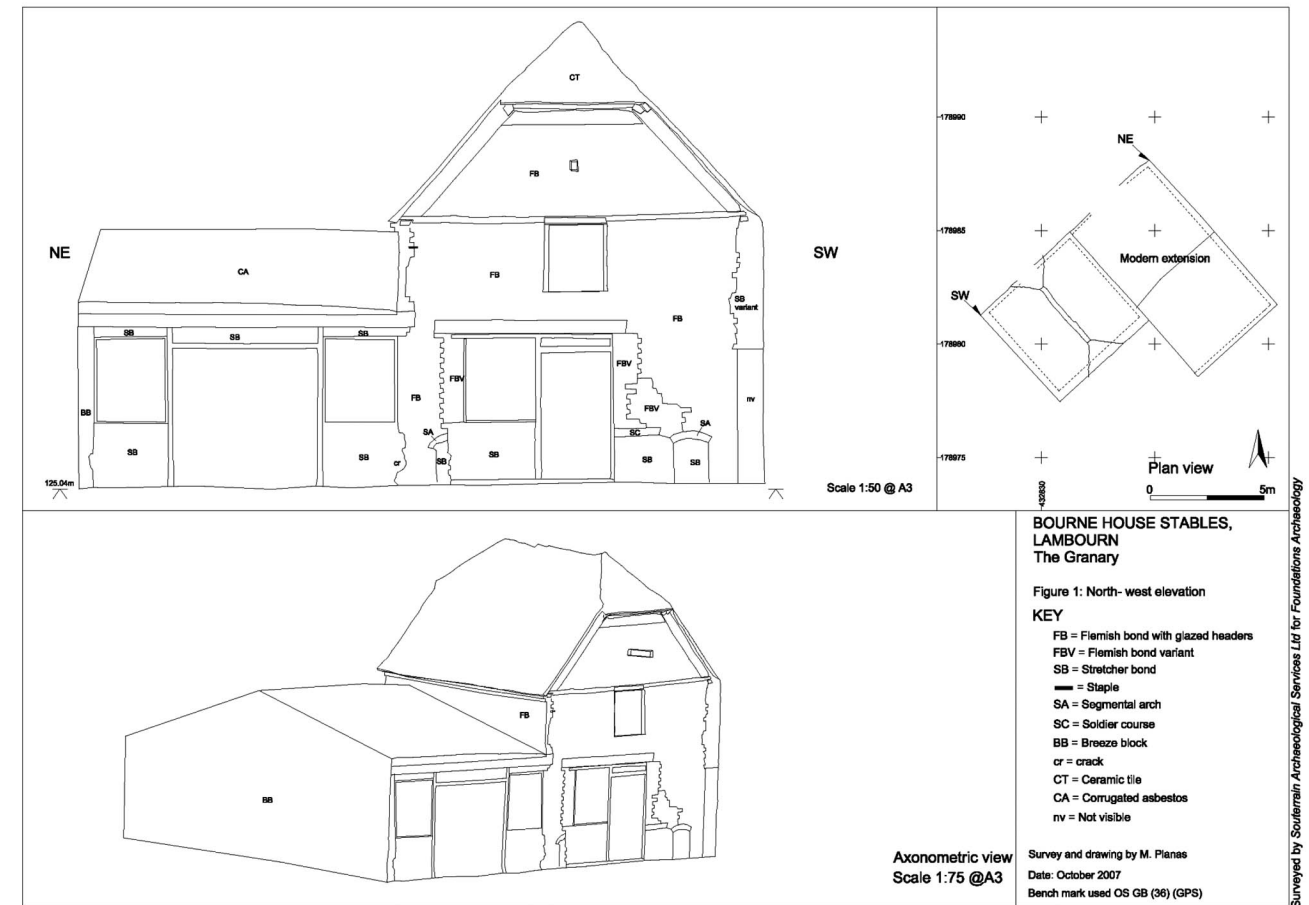 CT
FB
NE
SW
CA
FB
SB variant
FB
SB
SB
SB
FBV
FBV
FB
FBV
BB
SA
SC
SA
nv
SB
SB
cr
SB
SB
SB
SB
125.04m
Scale 1:50 @ A3
178990
NE
178985
Modern extension
SW
178980
178975
432830
Plan view
0 5m
FB
BB
Axonometric view
Scale 1:75 @A3
BOURNE HOUSE STABLES,
LAMBOURN
The Granary
Figure 1: North- west elevation
KEY
FB = Flemish bond with glazed headers
FBV = Flemish bond variant
SB = Stretcher bond
= Staple
SA = Segmental arch
SC = Soldier course
BB = Breeze block
cr = crack
CT = Ceramic tile
CA = Corrugated asbestos
nv = Not visible
Survey and drawing by M. Planas
Date: October 2007
Bench mark used OS GB (36) (GPS)
Surveyed by Souterrain Archaeological Services Ltd for Foundations Archaeology